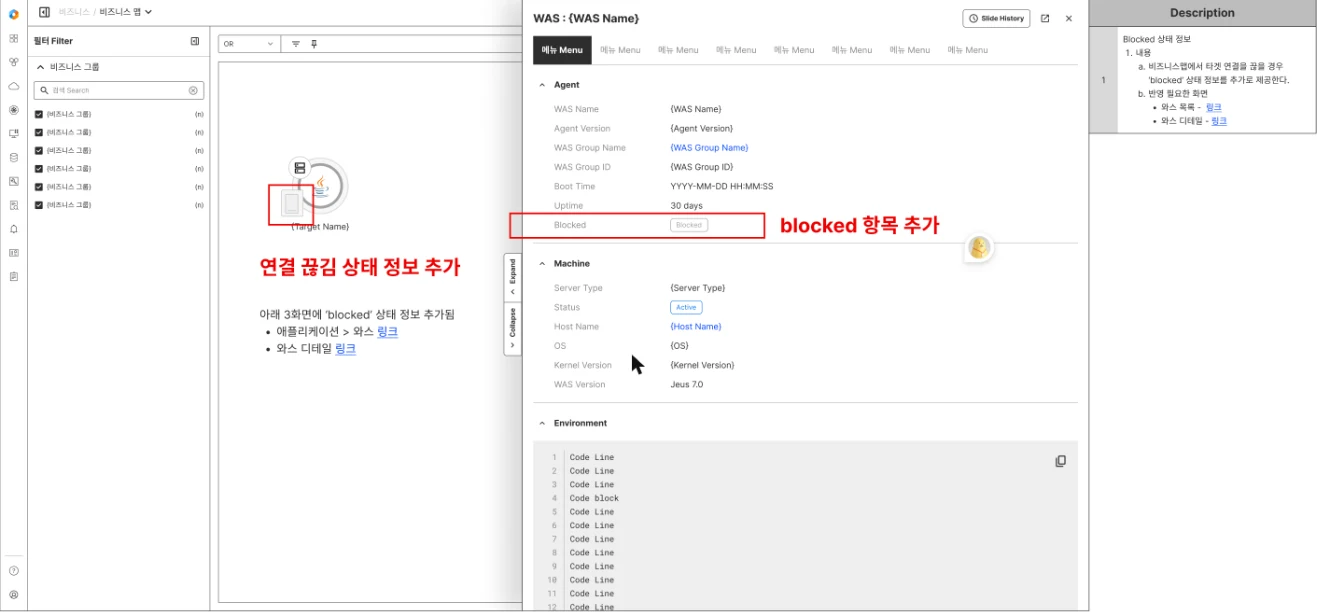 비즈니스 / 비즈니스 맵
필터 Filter
비즈니스 그룹
검색 Search
{비즈니스 그룹} {n}
{비즈니스 그룹} {n}
{비즈니스 그룹} {n}
{비즈니스 그룹} {n}
{비즈니스 그룹} {n}
{비즈니스 그룹} {n}
OR
{Target Name}
연결 끊김 상태 정보 추가
아래 3화면에 'blocked' 상태 정보 추가됨
• 애플리케이션 > 와스 링크
• 와스 디테일 링크
Expand
Collapse
WAS : {WAS Name}
Slide History
메뉴 Menu 메뉴 Menu 메뉴 Menu 메뉴 Menu 메뉴 Menu 메뉴 Menu 메뉴 Menu 메뉴 Menu
Agent
WAS Name {WAS Name}
Agent Version {Agent Version}
WAS Group Name {WAS Group Name}
WAS Group ID {WAS Group ID}
Boot Time YYYY-MM-DD HH:MM:SS
Uptime 30 days
Blocked Blocked
blocked 항목 추가
Machine
Server Type {Server Type}
Status Active
Host Name {Host Name}
OS {OS}
Kernel Version {Kernel Version}
WAS Version Jeus 7.0
Environment
1 Code Line
2 Code Line
3 Code Line
4 Code block
5 Code Line
6 Code Line
7 Code Line
8 Code Line
9 Code Line
10 Code Line
11 Code Line
12 Code Line
Description
1
Blocked 상태 정보
1. 내용
a. 비즈니스맵에서 타겟 연결을 끊을 경우
'blocked' 상태 정보를 추가로 제공한다.
b. 반영 필요한 화면
• 와스 목록 - 링크
• 와스 디테일 - 링크